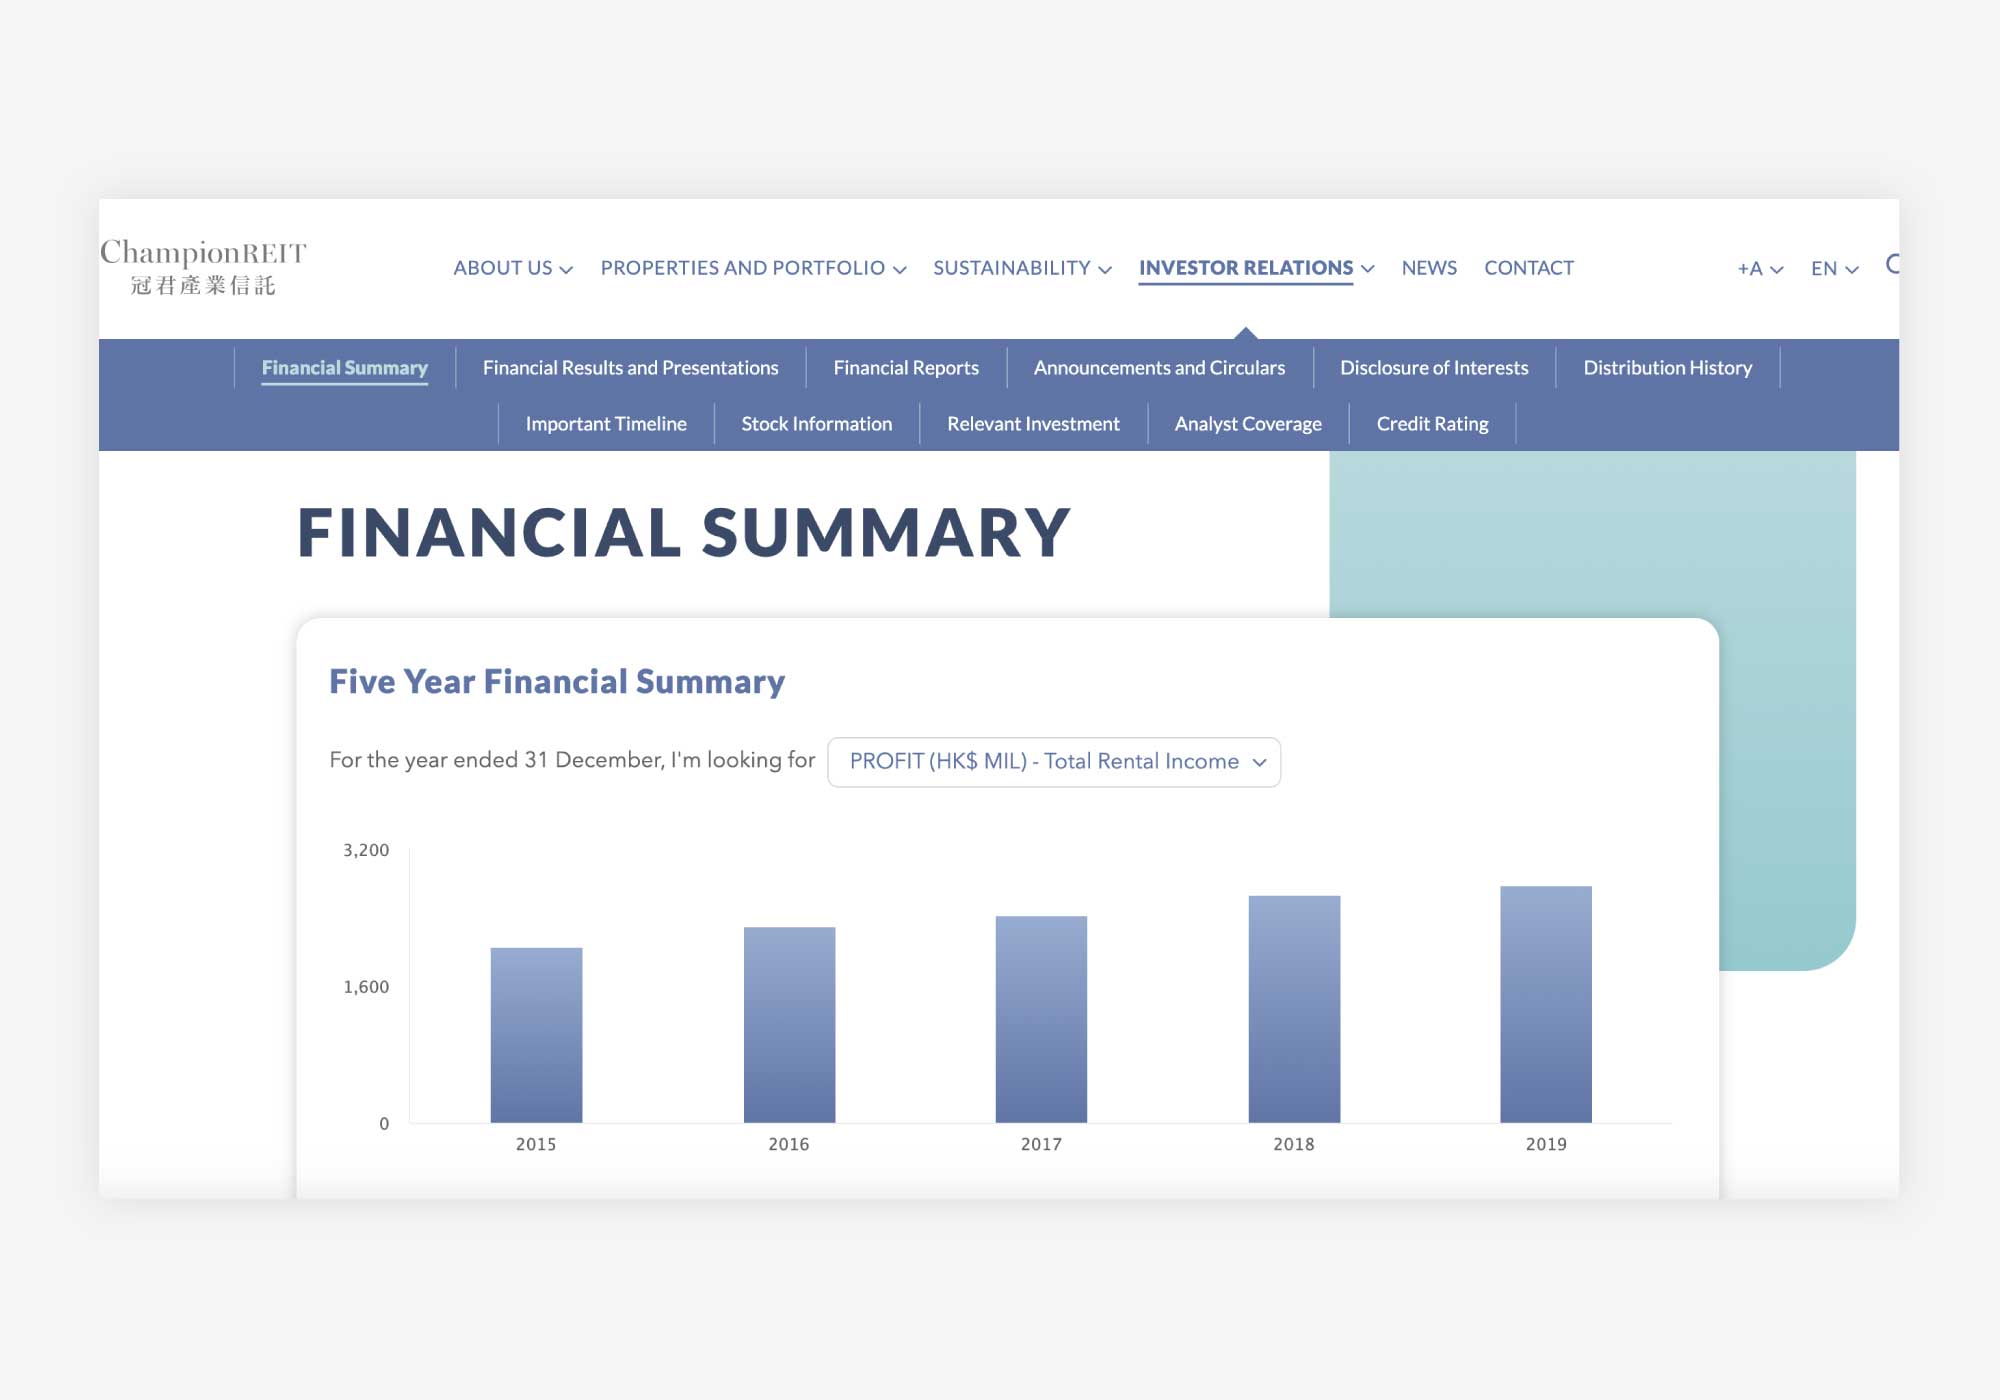 ChampionREIT
冠君產業信託
ABOUT US PROPERTIES AND PORTFOLIO SUSTAINABILITY INVESTOR RELATIONS NEWS CONTACT +A EN
Financial Summary Financial Results and Presentations Financial Reports Announcements and Circulars Disclosure of Interests Distribution History
Important Timeline Stock Information Relevant Investment Analyst Coverage Credit Rating
FINANCIAL SUMMARY
Five Year Financial Summary
For the year ended 31 December, I'm looking for PROFIT (HK$ MIL) - Total Rental Income
3,200
1,600
0
2015 2016 2017 2018 2019